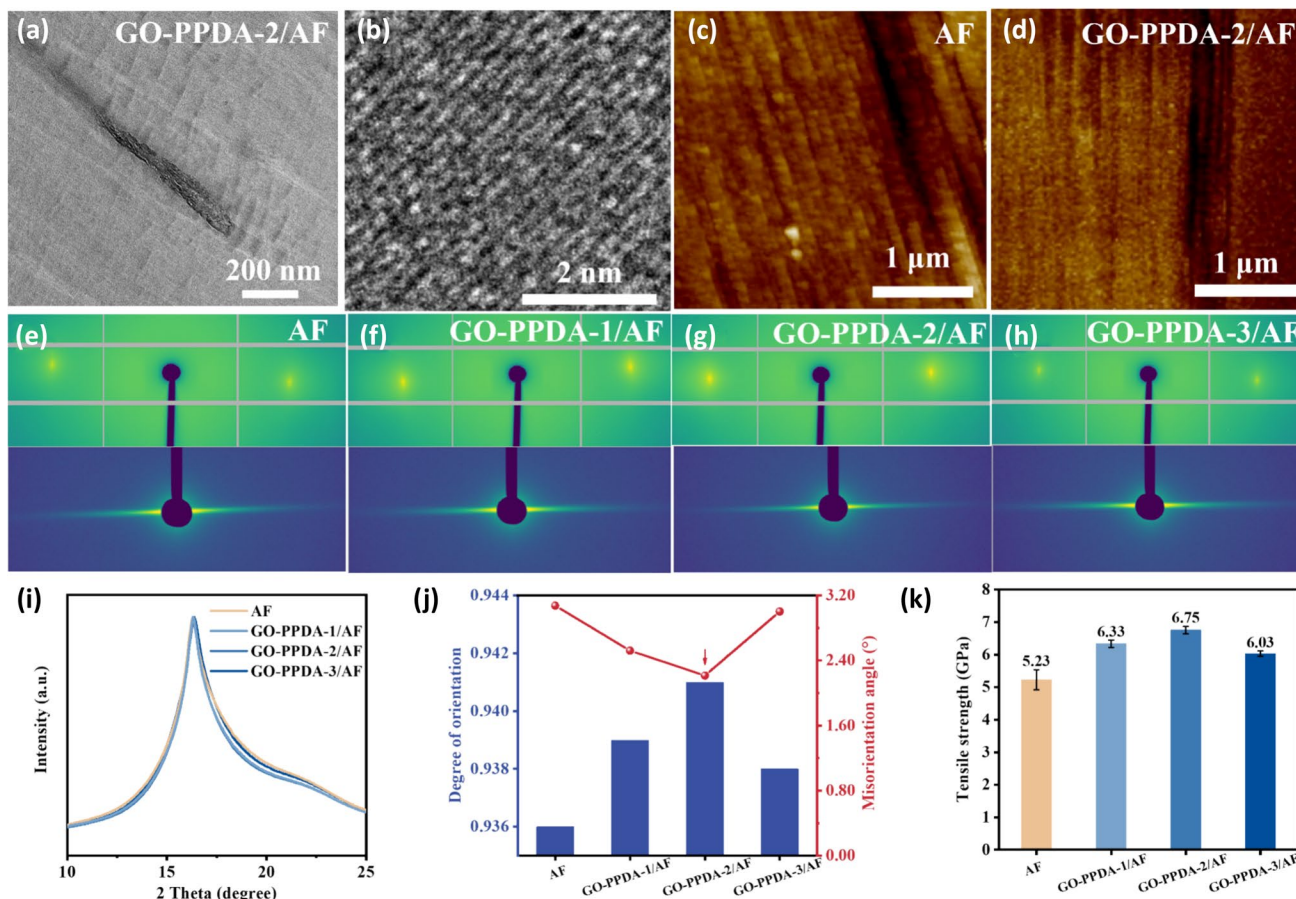 (a) GO-PPDA-2/AF
200 nm
(b)
2 nm
(c) AF
1 μm
(d) GO-PPDA-2/AF
1 μm
(e) AF
(f) GO-PPDA-1/AF
(g) GO-PPDA-2/AF
(h) GO-PPDA-3/AF
(i)
AF
GO-PPDA-1/AF
GO-PPDA-2/AF
GO-PPDA-3/AF
Intensity (a.u.)
10 15 20 25
2 Theta (degree)
(j)
Degree of orientation
0.944
0.942
0.940
0.938
0.936
3.20
2.40
1.60
0.80
0.00
Misorientation angle (°)
AF GO-PPDA-1/AF GO-PPDA-2/AF GO-PPDA-3/AF
(k)
Tensile strength (GPa)
8
7
6
5
4
3
2
1
0
5.23
6.33
6.75
6.03
AF GO-PPDA-1/AF GO-PPDA-2/AF GO-PPDA-3/AF